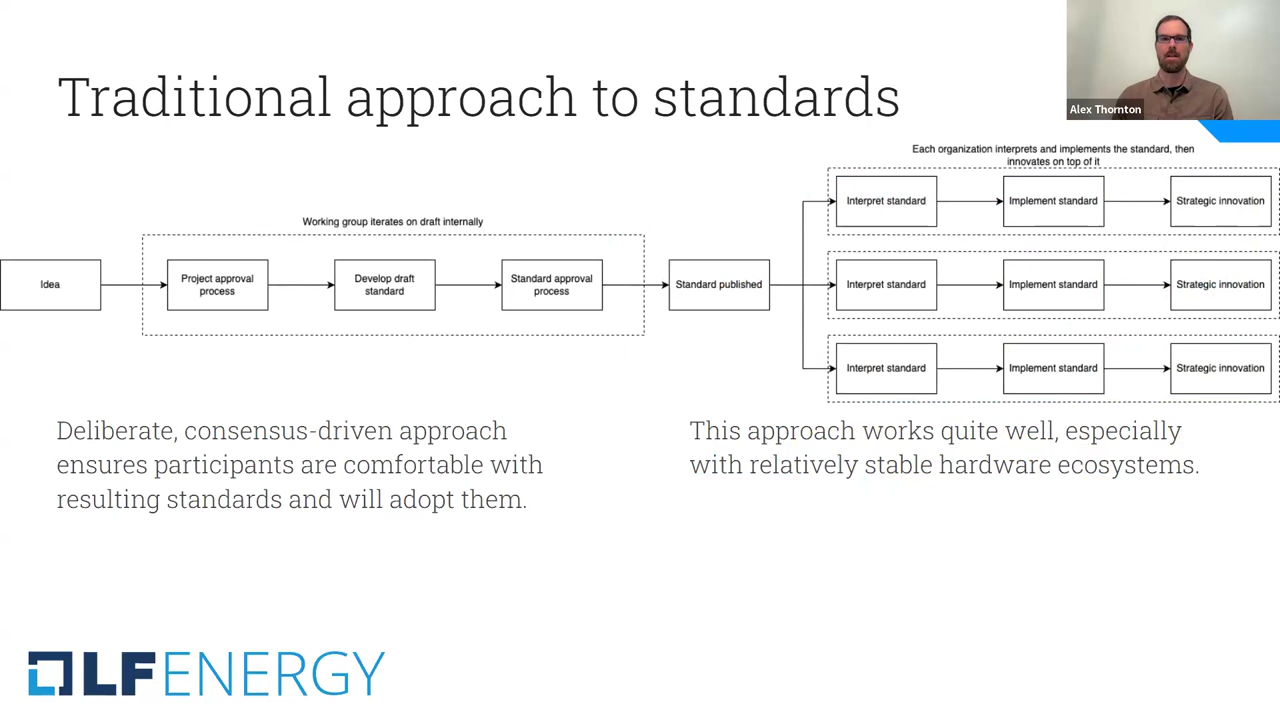 Traditional approach to standards
Alex Thornton
Each organization interprets and implements the standard, then
innovates on top of it
Working group iterates on draft internally
Idea
Project approval
process
Develop draft
standard
Standard approval
process
Standard published
Interpret standard
Implement standard
Strategic innovation
Interpret standard
Implement standard
Strategic innovation
Interpret standard
Implement standard
Strategic innovation
Deliberate, consensus-driven approach
ensures participants are comfortable with
resulting standards and will adopt them.
This approach works quite well, especially
with relatively stable hardware ecosystems.
LFENERGY